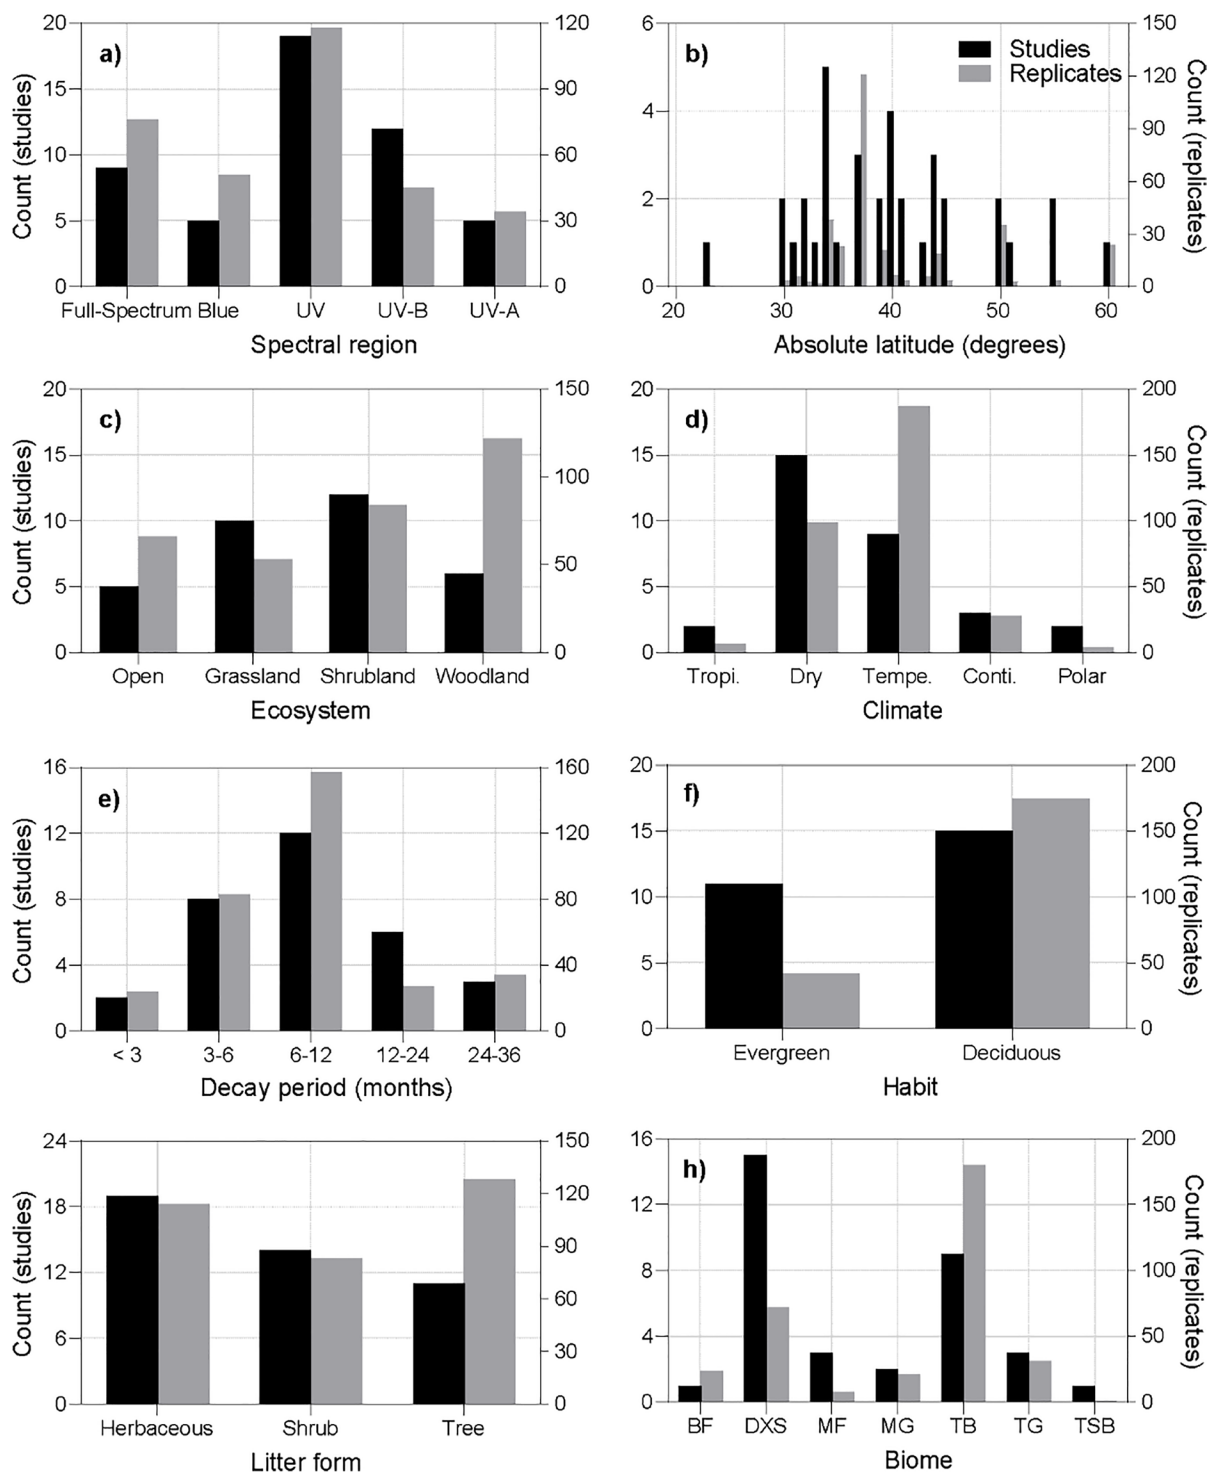 a)
20
15
10
5
0
120
90
60
30
0
Count (studies)
Full-Spectrum Blue UV UV-B UV-A
Spectral region
b)
Studies
Replicates
6
4
2
0
150
120
90
60
30
0
Count (replicates)
20 30 40 50 60
Absolute latitude (degrees)
c)
20
15
10
5
0
150
100
50
0
Count (studies)
Open Grassland Shrubland Woodland
Ecosystem
d)
20
15
10
5
0
200
150
100
50
0
Count (replicates)
Tropi. Dry Tempe. Conti. Polar
Climate
e)
16
12
8
4
0
160
120
80
40
0
Count (studies)
< 3 3-6 6-12 12-24 24-36
Decay period (months)
f)
20
15
10
5
0
200
150
100
50
0
Count (replicates)
Evergreen Deciduous
Habit
24
18
12
6
0
150
120
90
60
30
0
Count (studies)
Herbaceous Shrub Tree
Litter form
h)
16
12
8
4
0
200
150
100
50
0
Count (replicates)
BF DXS MF MG TB TG TSB
Biome